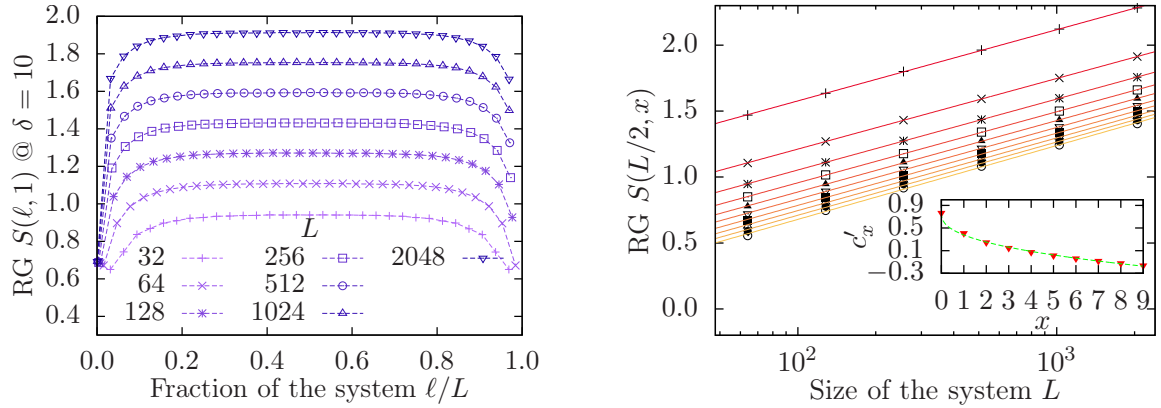 RG S(ℓ, 1) @ δ = 10
2.0
1.8
1.6
1.4
1.2
1.0
0.8
0.6
0.4
L
32 256 2048
64 512
128 1024
0.0 0.2 0.4 0.6 0.8 1.0
Fraction of the system ℓ/L
RG S(L/2, x)
2.0
1.5
1.0
0.5
0.0
c′ₓ
0.9
0.5
0.1
−0.3
0 1 2 3 4 5 6 7 8 9
x
10² 10³
Size of the system L